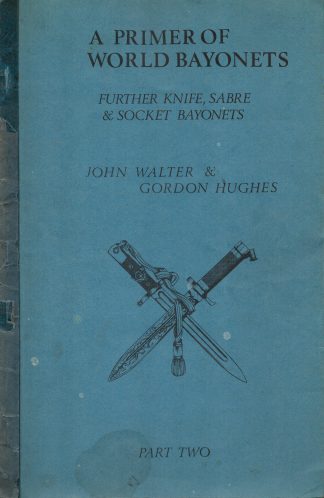 A PRIMER OF
WORLD BAYONETS
FURTHER KNIFE, SABRE
& SOCKET BAYONETS
JOHN WALTER &
GORDON HUGHES
PART TWO